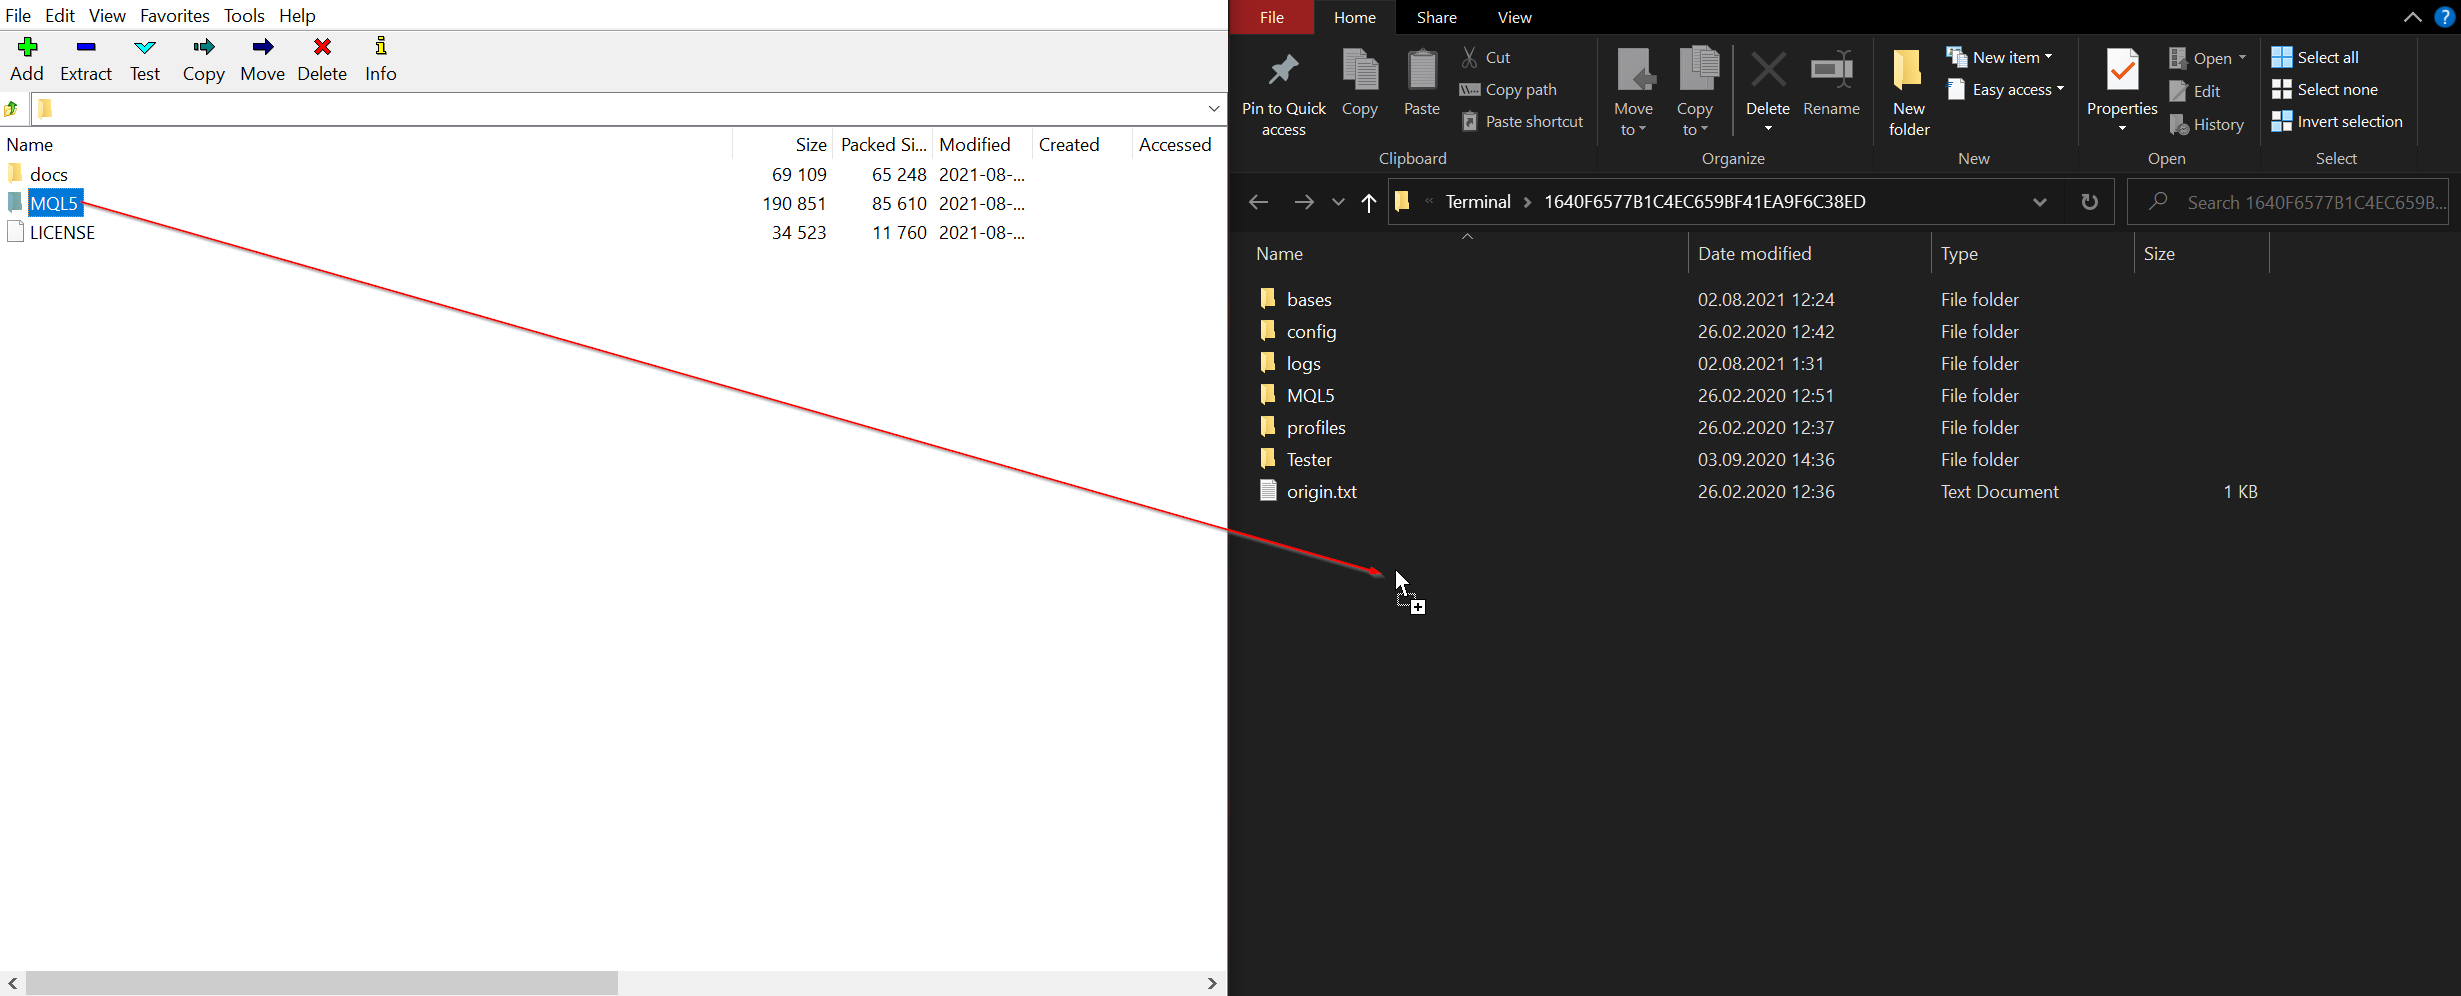 File Edit View Favorites Tools Help
Add Extract Test Copy Move Delete Info
Name Size Packed Si... Modified Created Accessed
docs 69 109 65 248 2021-08-...
MQL5 190 851 85 610 2021-08-...
LICENSE 34 523 11 760 2021-08-...
File Home Share View
?
Pin to Quick access
Copy
Paste
Cut
Copy path
Paste shortcut
Clipboard
Move to
Copy to
Delete
Rename
Organize
New folder
New item
Easy access
New
Properties
Open
Edit
History
Open
Select all
Select none
Invert selection
Select
« Terminal > 1640F6577B1C4EC659BF41EA9F6C38ED
Search 1640F6577B1C4EC659B...
Name Date modified Type Size
bases 02.08.2021 12:24 File folder
config 26.02.2020 12:42 File folder
logs 02.08.2021 1:31 File folder
MQL5 26.02.2020 12:51 File folder
profiles 26.02.2020 12:37 File folder
Tester 03.09.2020 14:36 File folder
origin.txt 26.02.2020 12:36 Text Document 1 KB